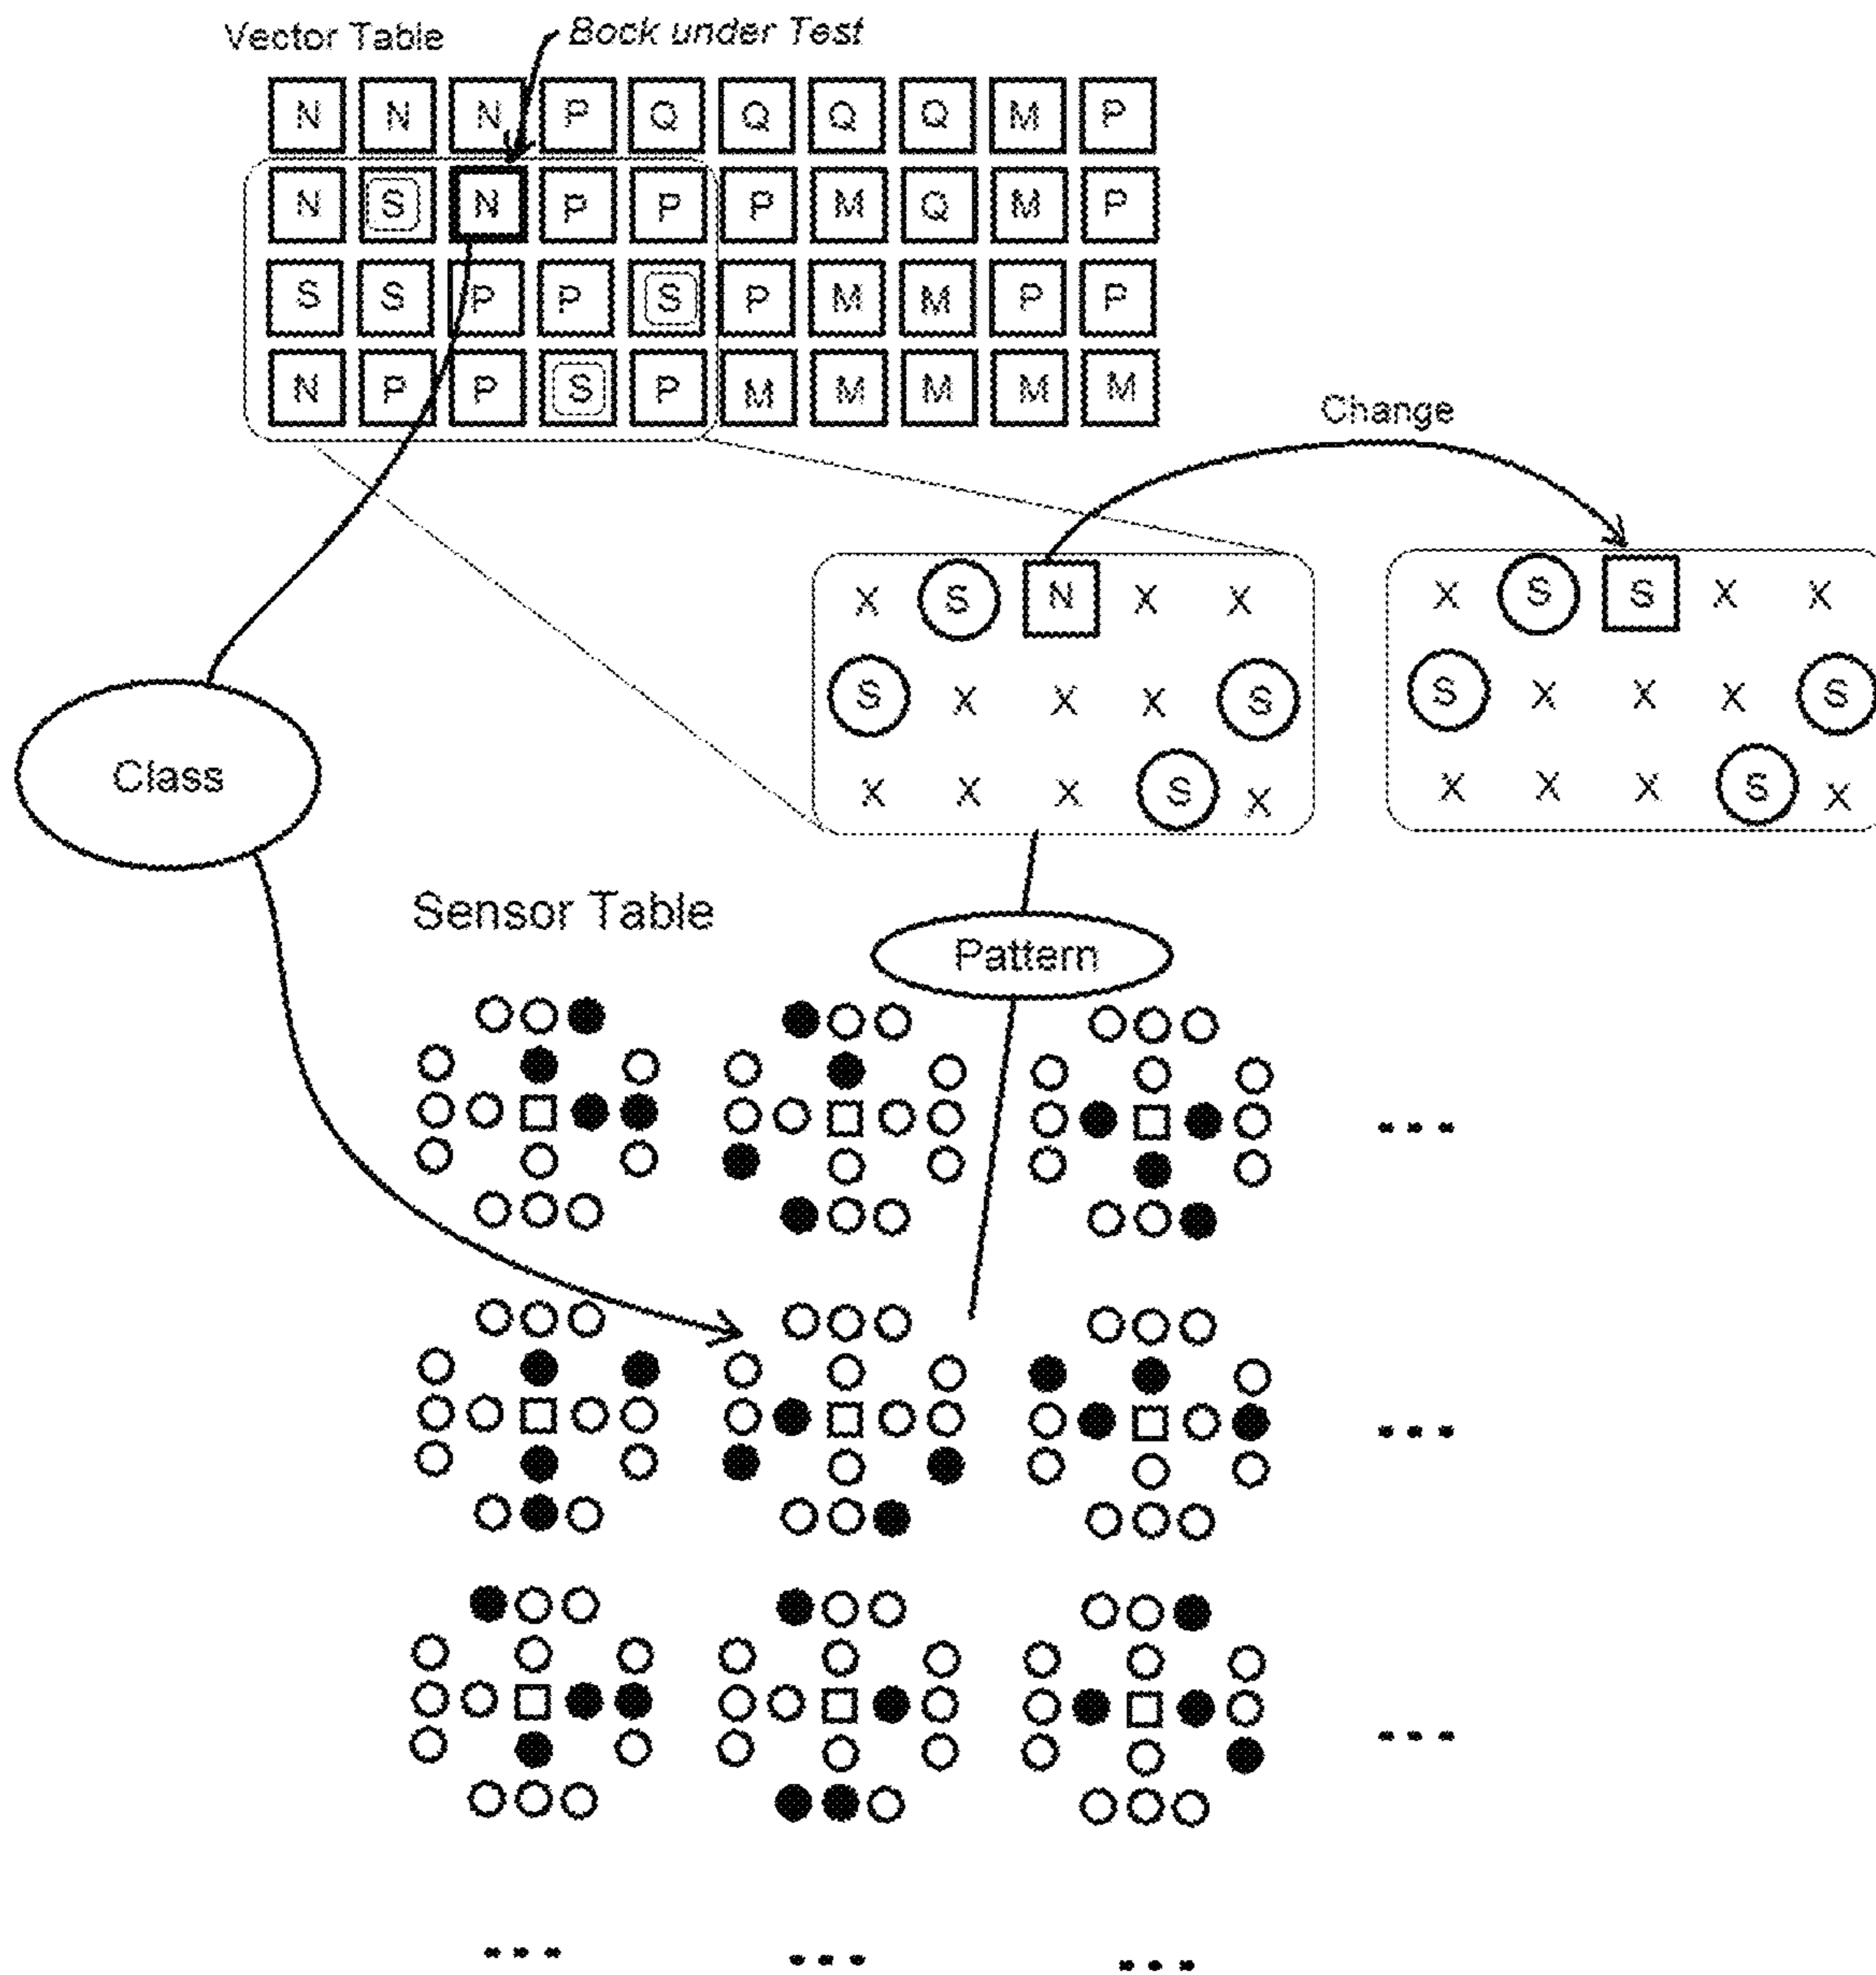 Vector Table
Bock under Test
N N N P Q Q Q Q M P
N S N P P P M Q M P
S S P P S P M M P P
N P P S P M M M M M
Change
X S N X X
S X X X S
X X X S X
X S S X X
S X X X S
X X X S X
Class
Sensor Table
Pattern
...
...
...
... ... ...